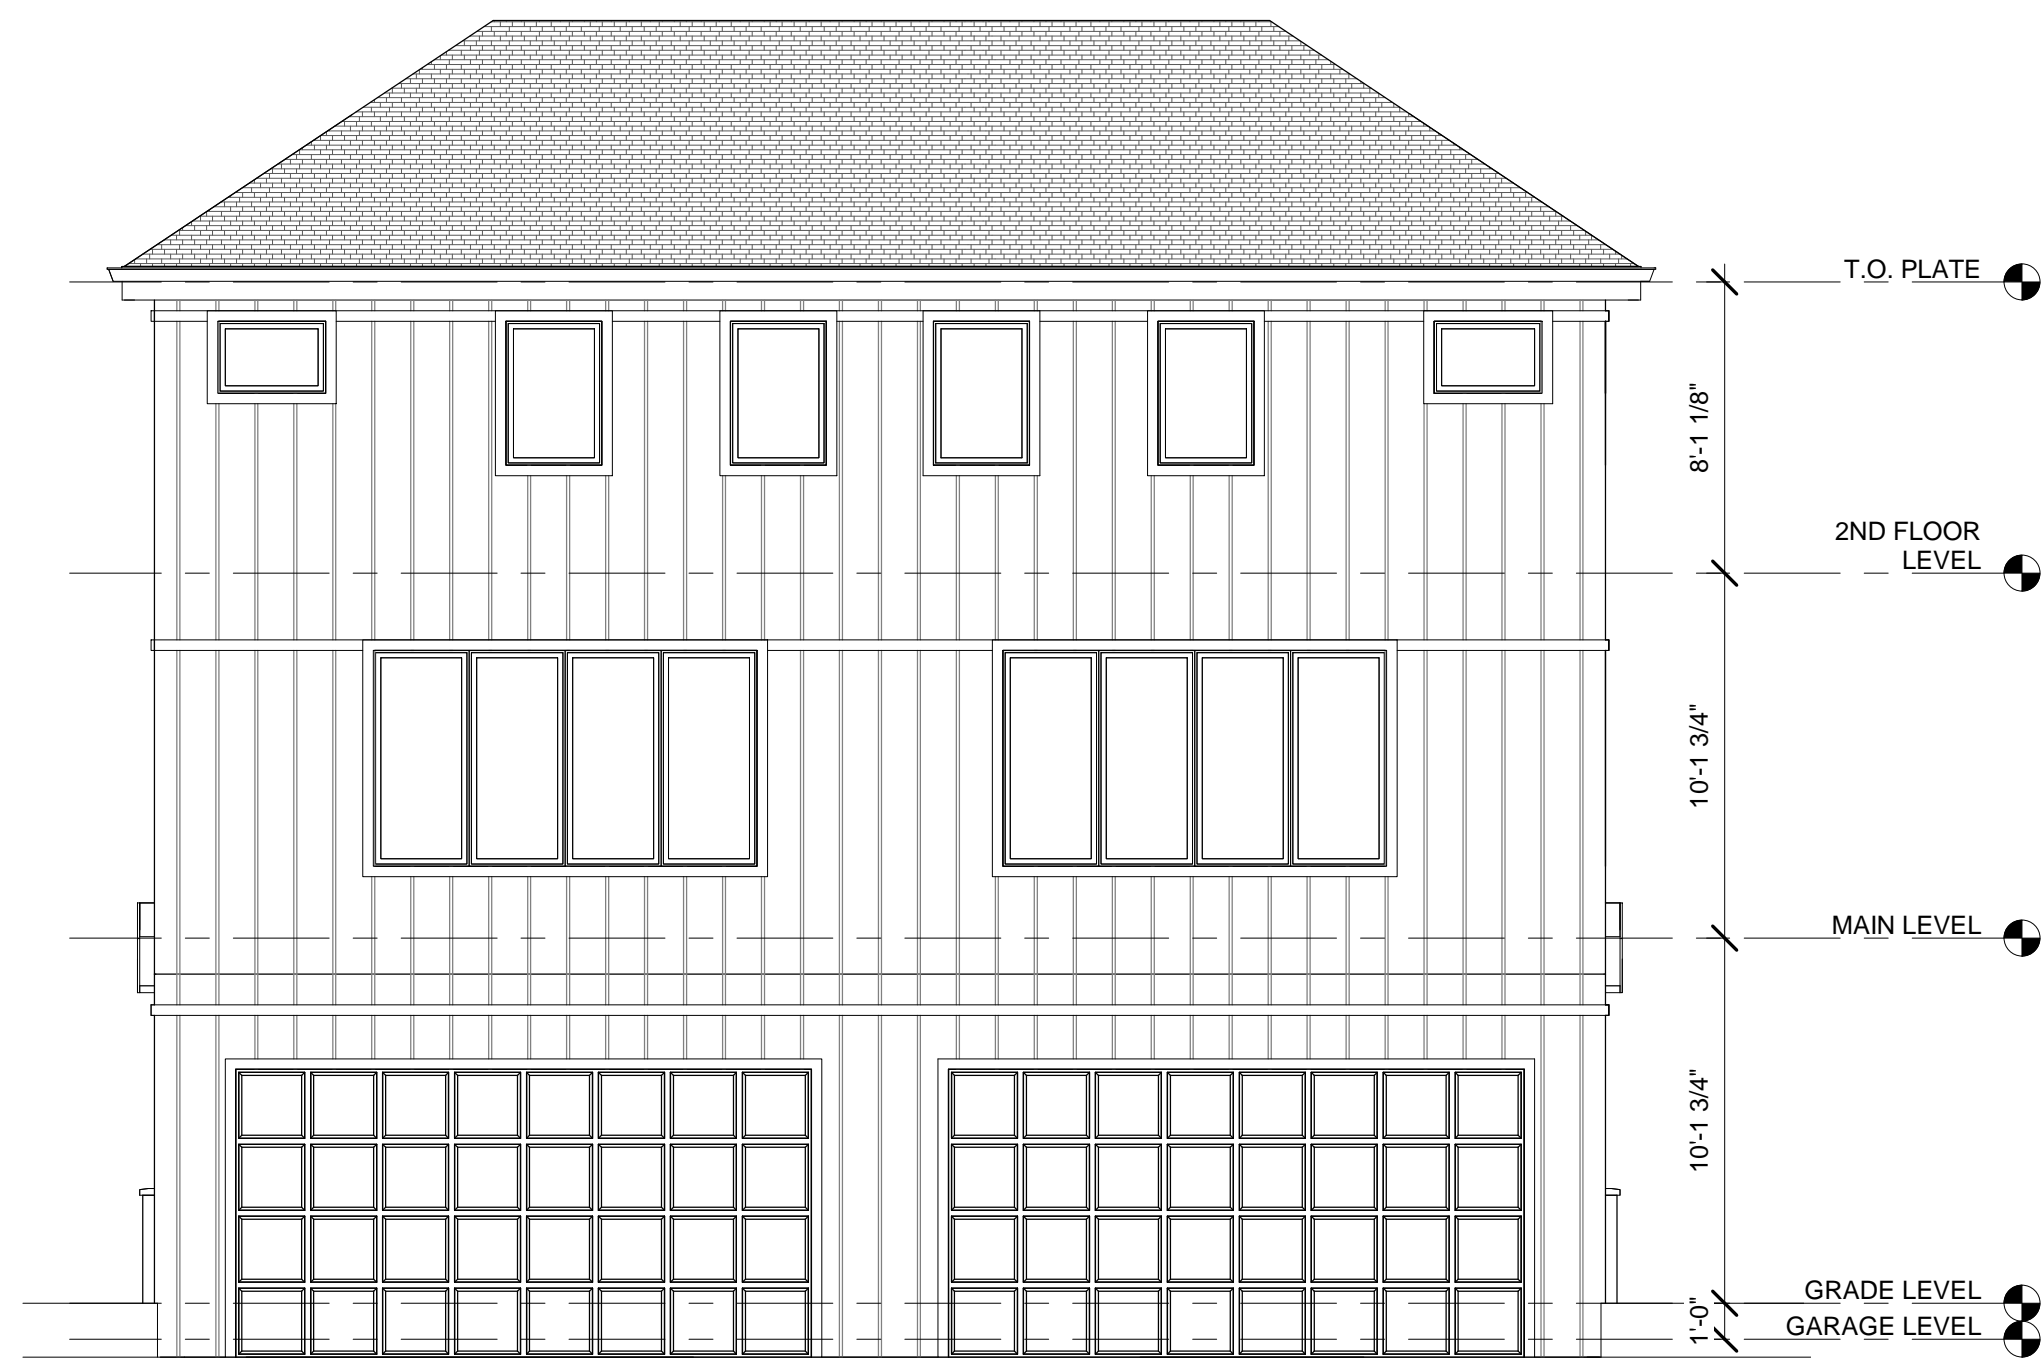 T.O. PLATE
8'-1 1/8"
2ND FLOOR
LEVEL
10'-1 3/4"
MAIN LEVEL
10'-1 3/4"
GRADE LEVEL
1'-0"
GARAGE LEVEL